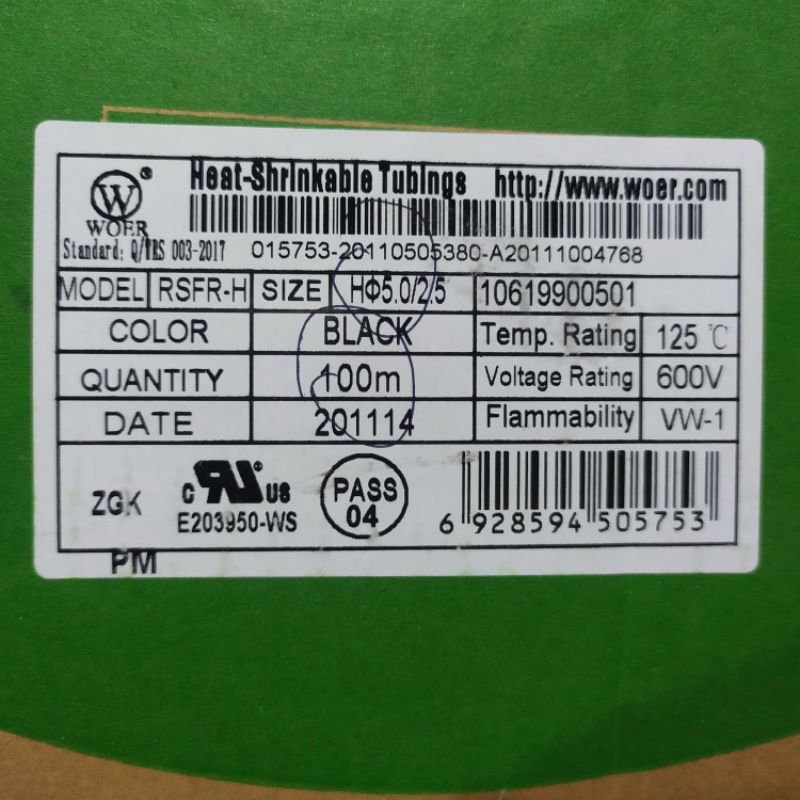 Heat-Shrinkable Tubings http://www.woer.com
W ®
WOER
Standard: Q/WRS 003-2017 015753-20110505380-A20111004768
MODEL RSFR-H SIZE HΦ5.0/2.5 10619900501
COLOR BLACK Temp. Rating 125 ℃
QUANTITY 100m Voltage Rating 600V
DATE 201114 Flammability VW-1
ZGK c RU ® US PASS
E203950-WS 04 6 928594 505753
PM